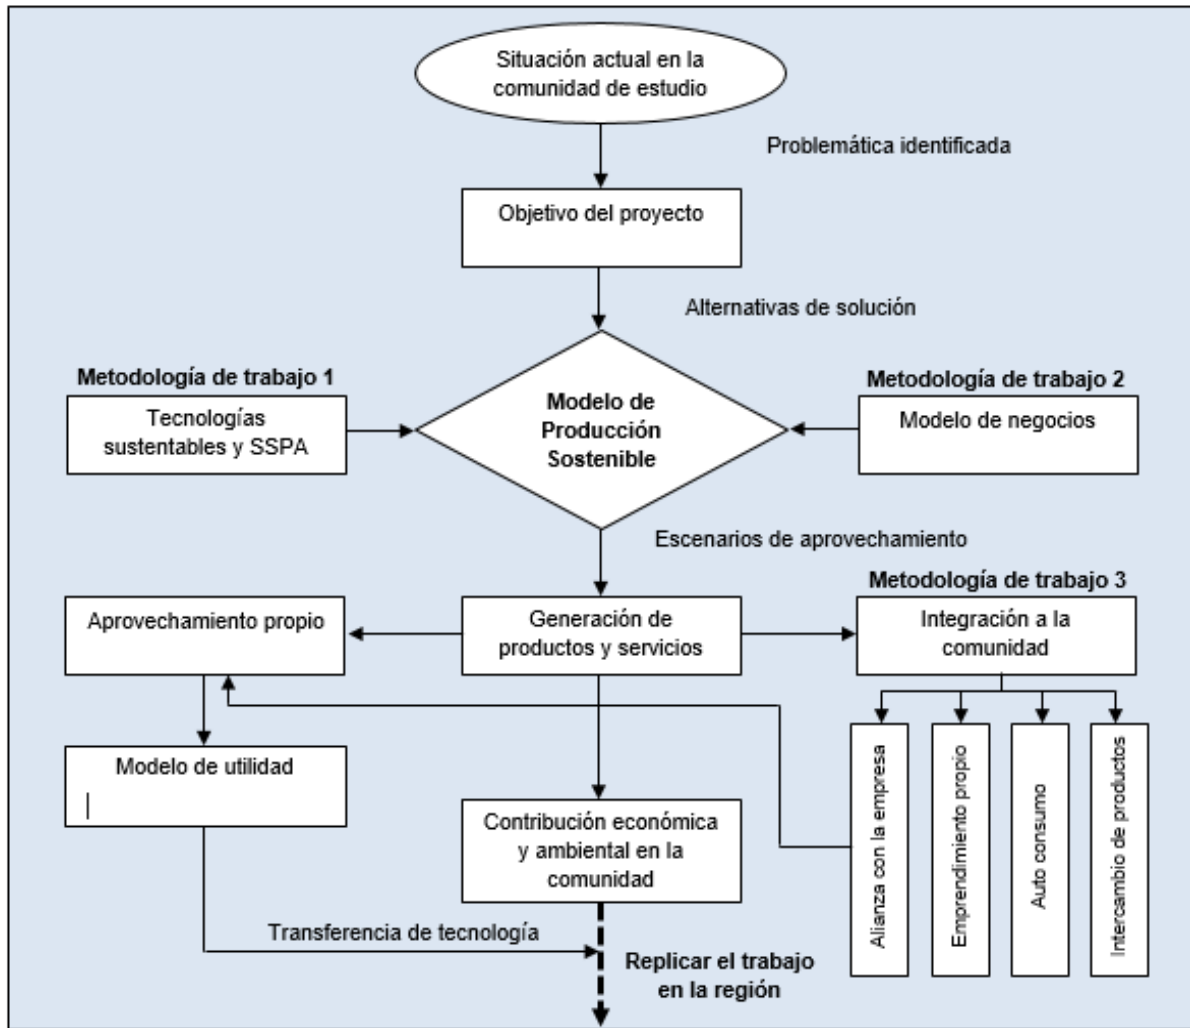 Situación actual en la
comunidad de estudio
Problemática identificada
Objetivo del proyecto
Alternativas de solución
Metodología de trabajo 1
Tecnologías
sustentables y SSPA
Modelo de
Producción
Sostenible
Metodología de trabajo 2
Modelo de negocios
Escenarios de aprovechamiento
Metodología de trabajo 3
Aprovechamiento propio
Generación de
productos y servicios
Integración a la
comunidad
Modelo de utilidad
Contribución económica
y ambiental en la
comunidad
Alianza con la empresa
Emprendimiento propio
Auto consumo
Intercambio de productos
Transferencia de tecnología
Replicar el trabajo
en la región